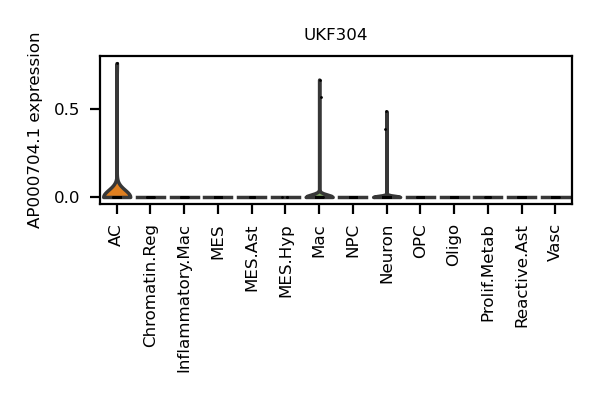 UKF304
AP000704.1 expression
0.5
0.0
AC
Chromatin.Reg
Inflammatory.Mac
MES
MES.Ast
MES.Hyp
Mac
NPC
Neuron
OPC
Oligo
Prolif.Metab
Reactive.Ast
Vasc